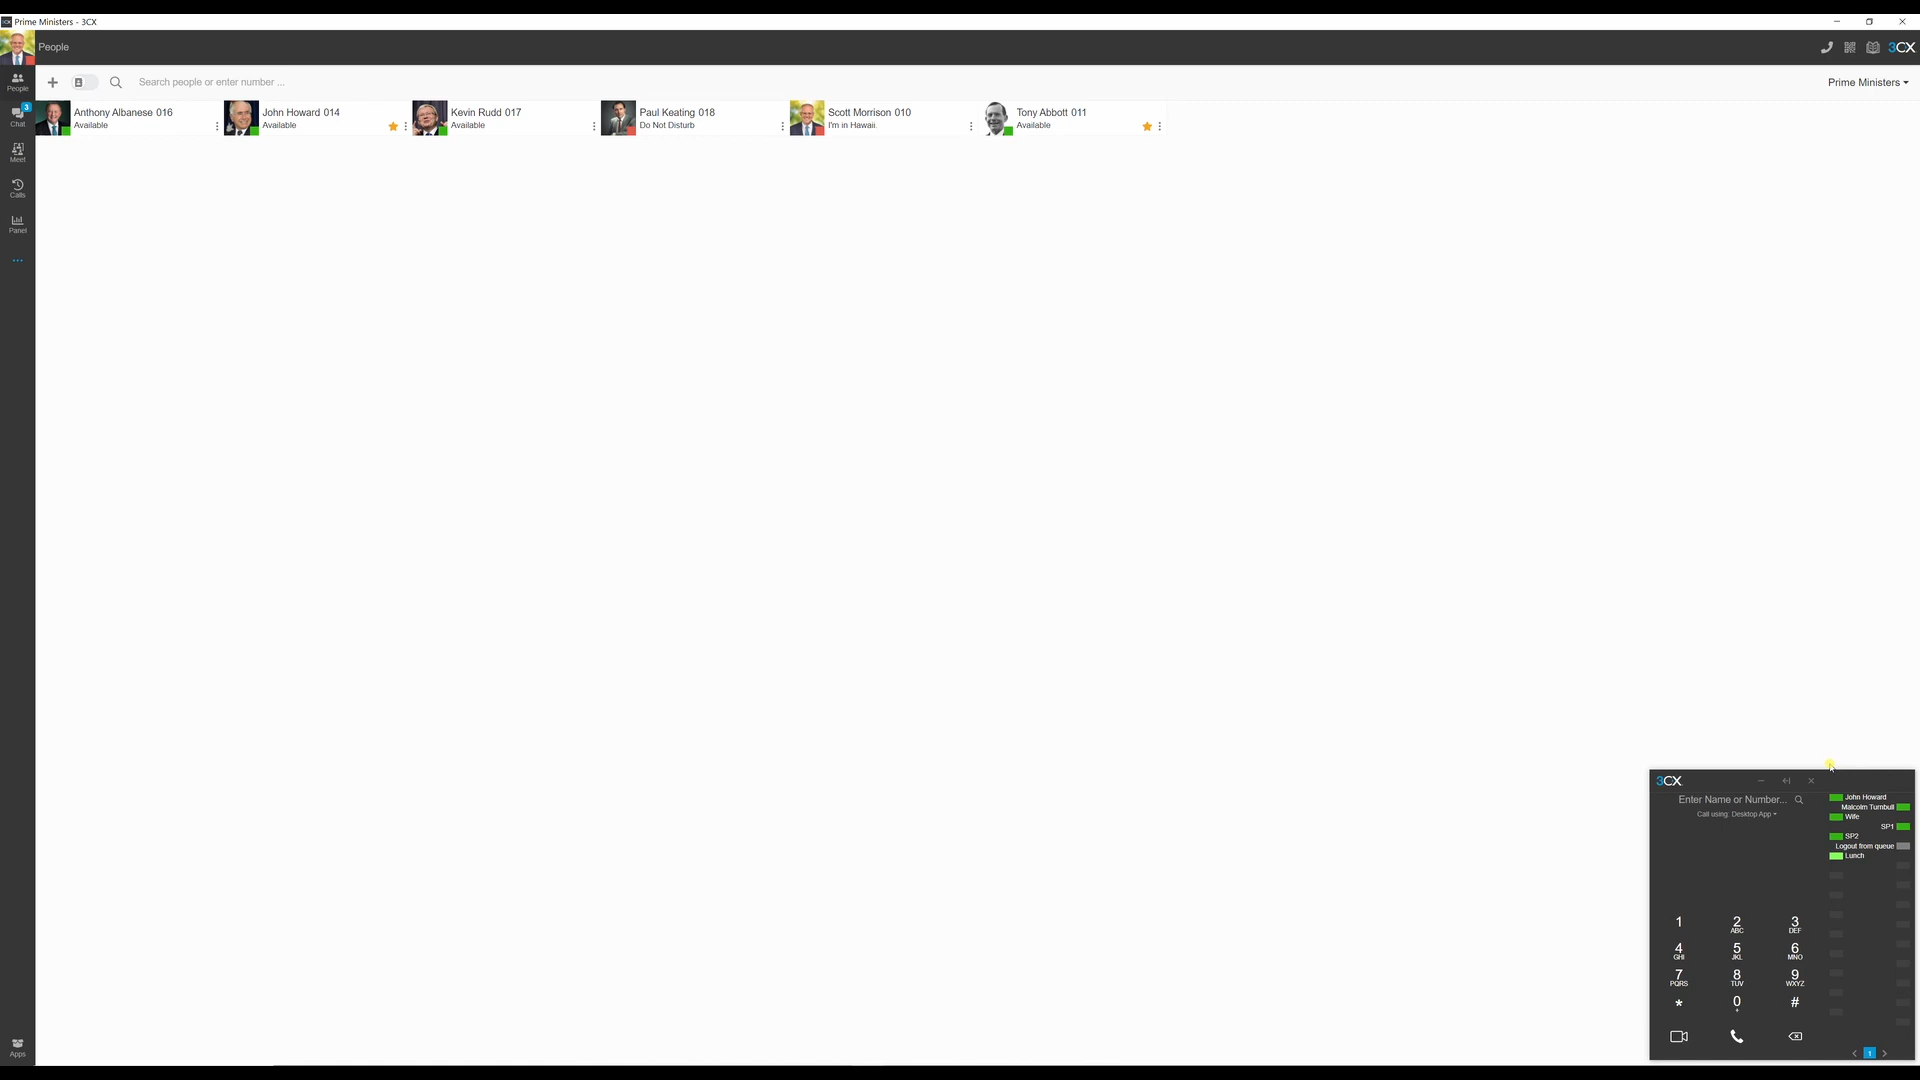 Prime Ministers - 3CX
People
3CX
People
Search people or enter number ...
Prime Ministers
Anthony Albanese 016
Available
John Howard 014
Available
Kevin Rudd 017
Available
Paul Keating 018
Do Not Disturb
Scott Morrison 010
I'm in Hawaii.
Tony Abbott 011
Available
3
Chat
Meet
Calls
Panel
...
Apps
3CX
Enter Name or Number...
Call using: Desktop App
John Howard
Malcolm Turnbull
Wife
SP1
SP2
Logout from queue
Lunch
1
2 ABC
3 DEF
4 GHI
5 JKL
6 MNO
7 PQRS
8 TUV
9 WXYZ
*
0 +
#
1